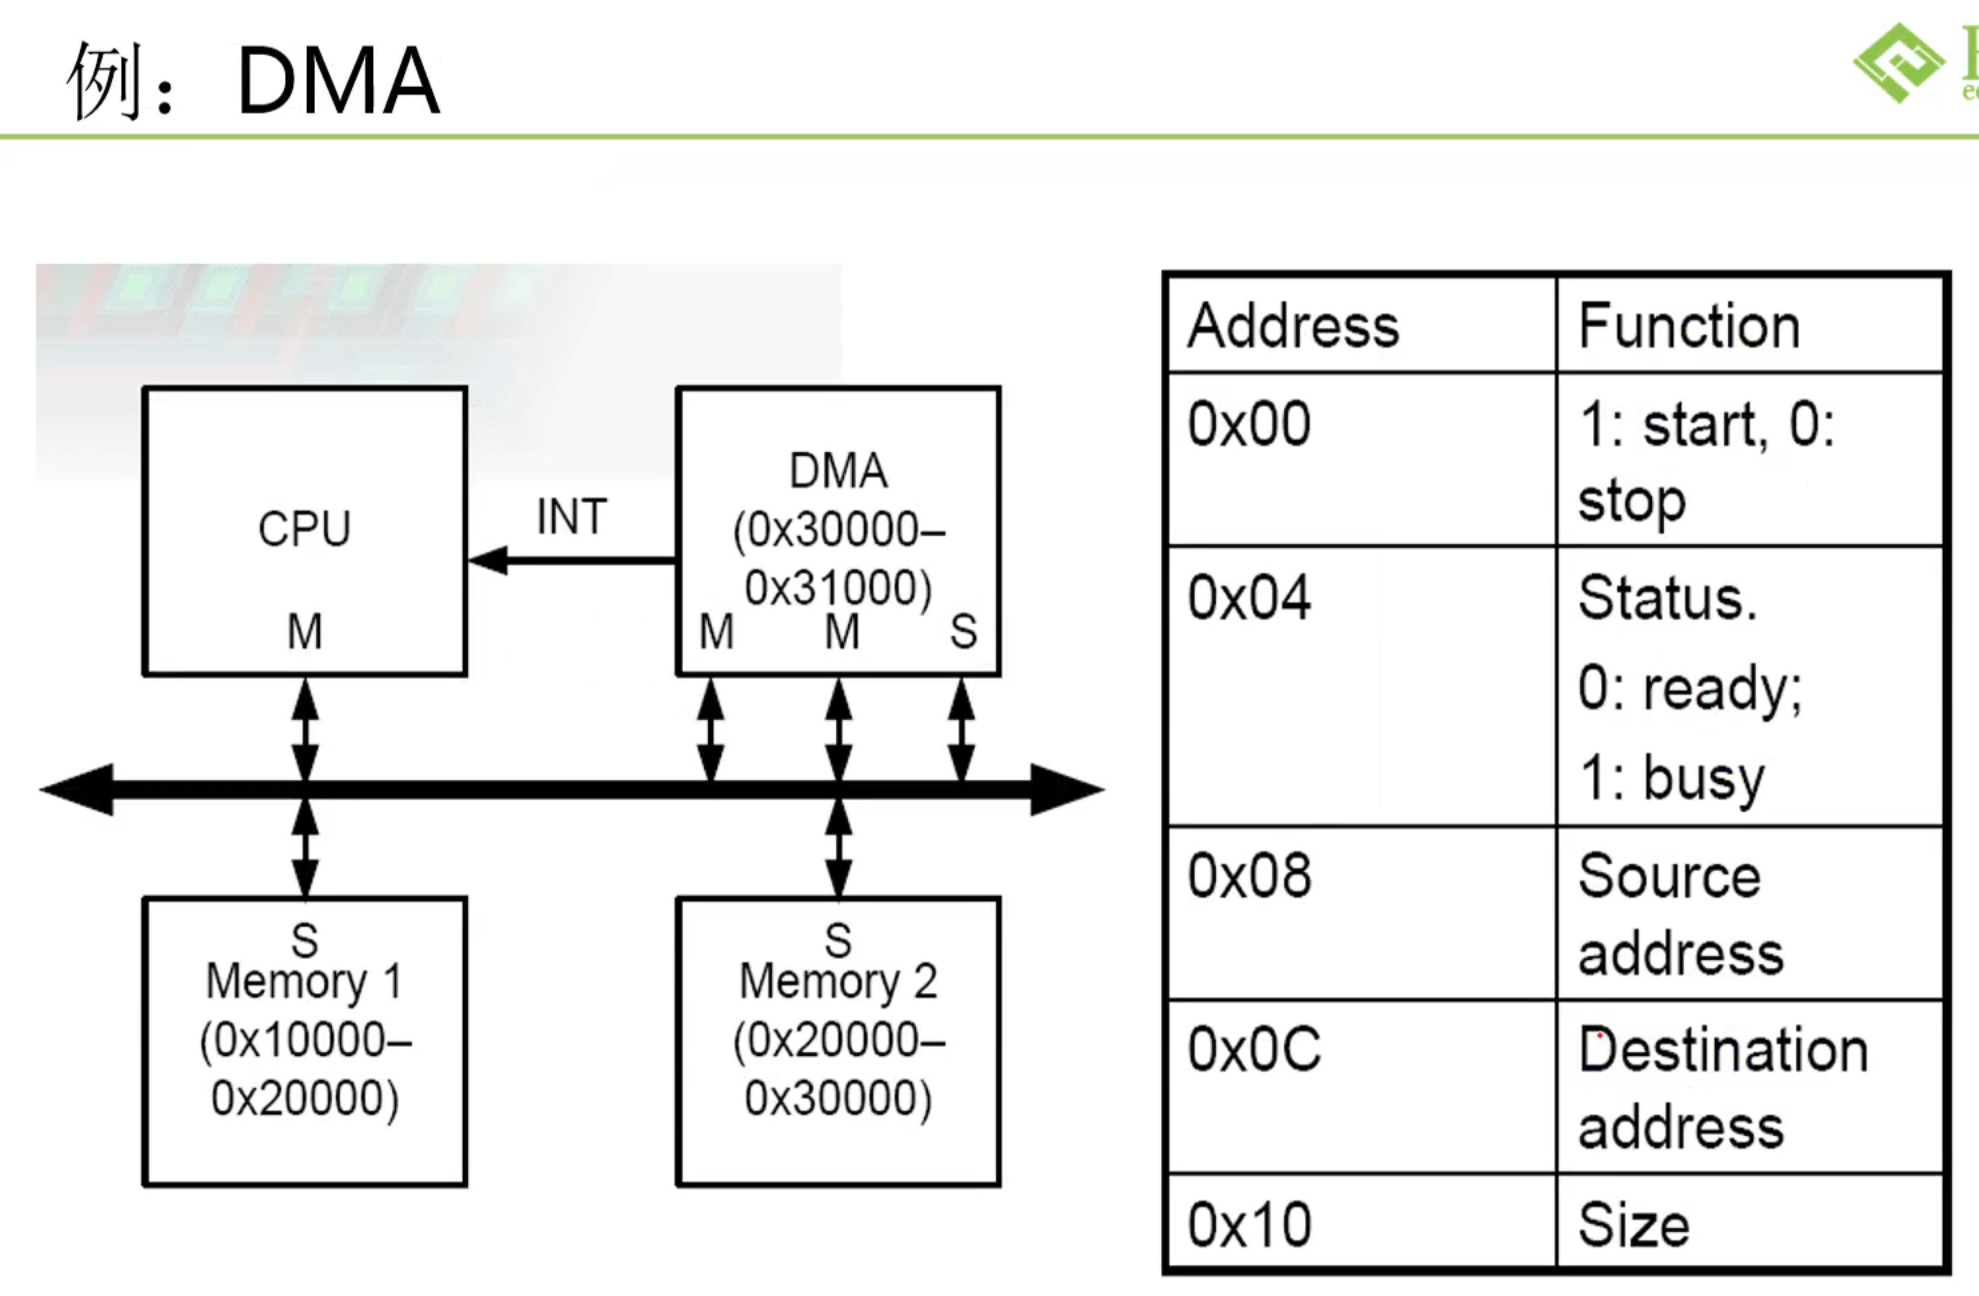 例：DMA
CPU
M
INT
DMA
(0x30000–
0x31000)
M M S
S
Memory 1
(0x10000–
0x20000)
S
Memory 2
(0x20000–
0x30000)
Address Function
0x00 1: start, 0:
stop
0x04 Status.
0: ready;
1: busy
0x08 Source
address
0x0C Destination
address
0x10 Size